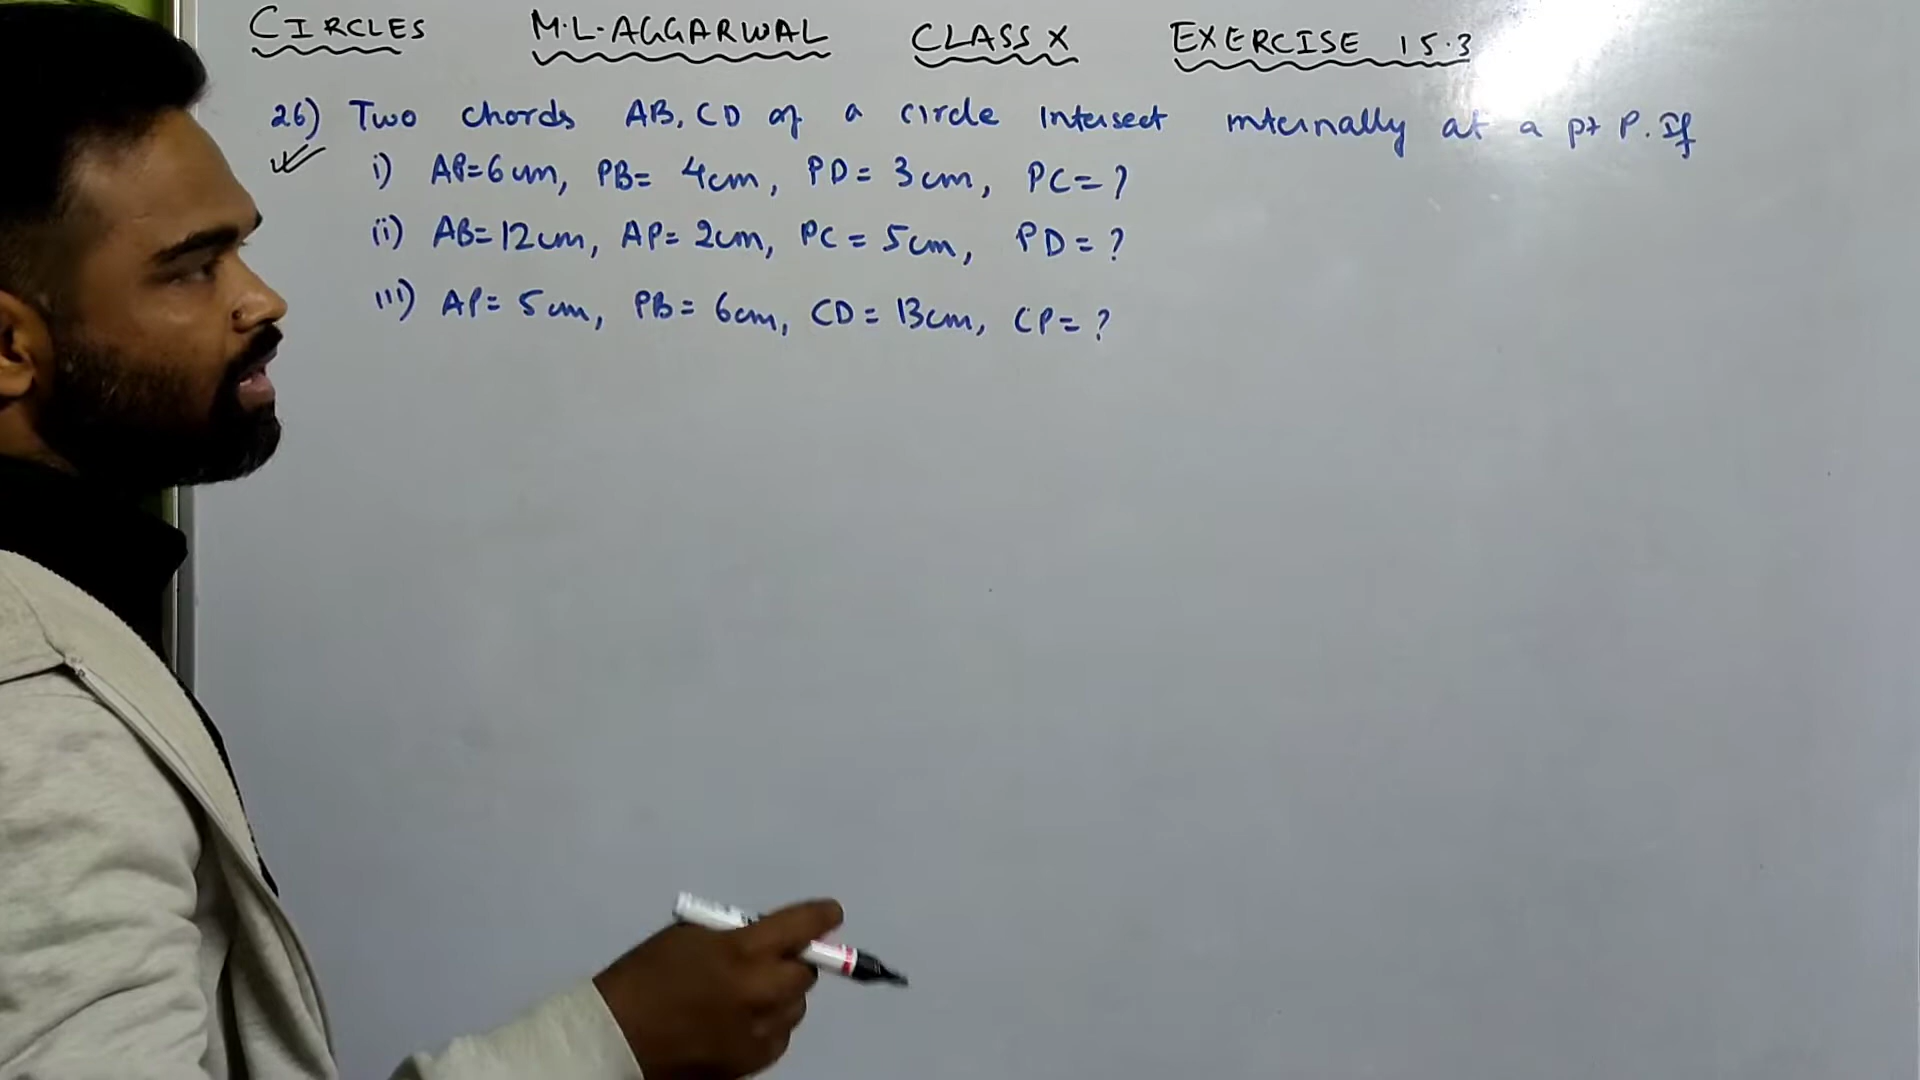 CIRCLES M.L.AGGARWAL CLASS X EXERCISE 15.3
26) Two chords AB, CD of a circle intersect internally at a pt P. If
i) AP=6cm, PB= 4cm, PD= 3cm, PC=?
ii) AB=12cm, AP= 2cm, PC= 5cm, PD= ?
iii) AP= 5cm, PB= 6cm, CD= 13cm, CP= ?